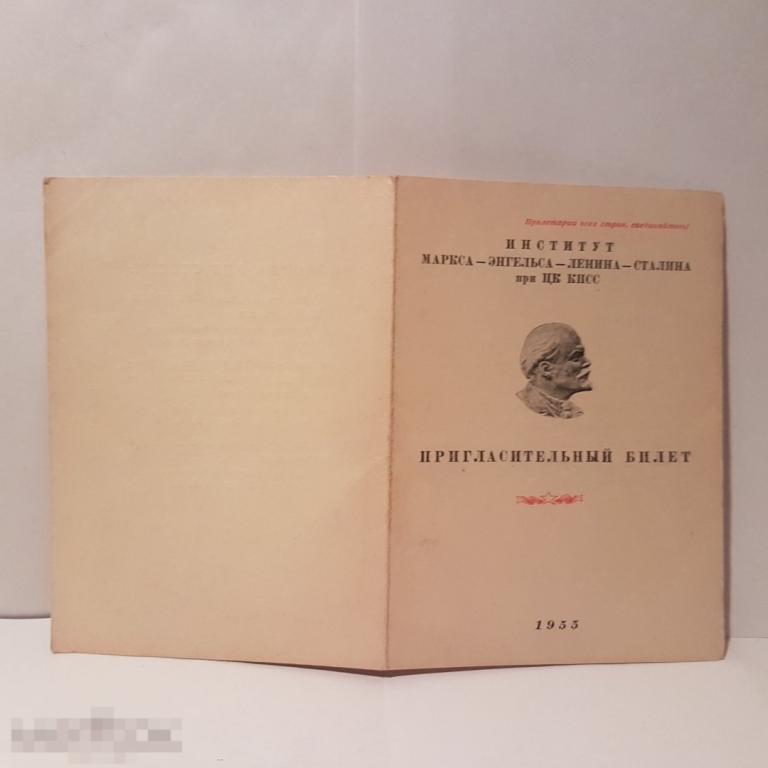 Пролетарии всех стран, соединяйтесь!
ИНСТИТУТ
МАРКСА — ЭНГЕЛЬСА — ЛЕНИНА — СТАЛИНА
при ЦК КПСС
ПРИГЛАСИТЕЛЬНЫЙ БИЛЕТ
1955